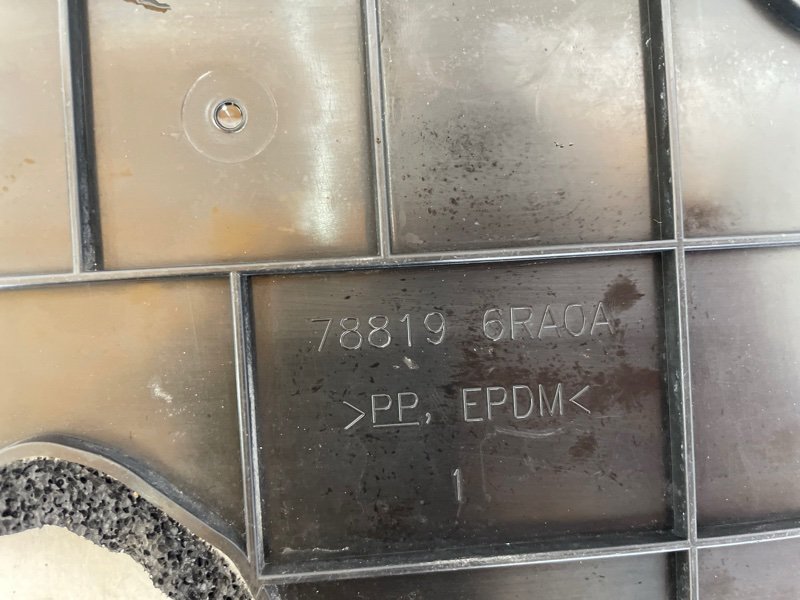 78819 6RA0A
>PP, EPDM<
1